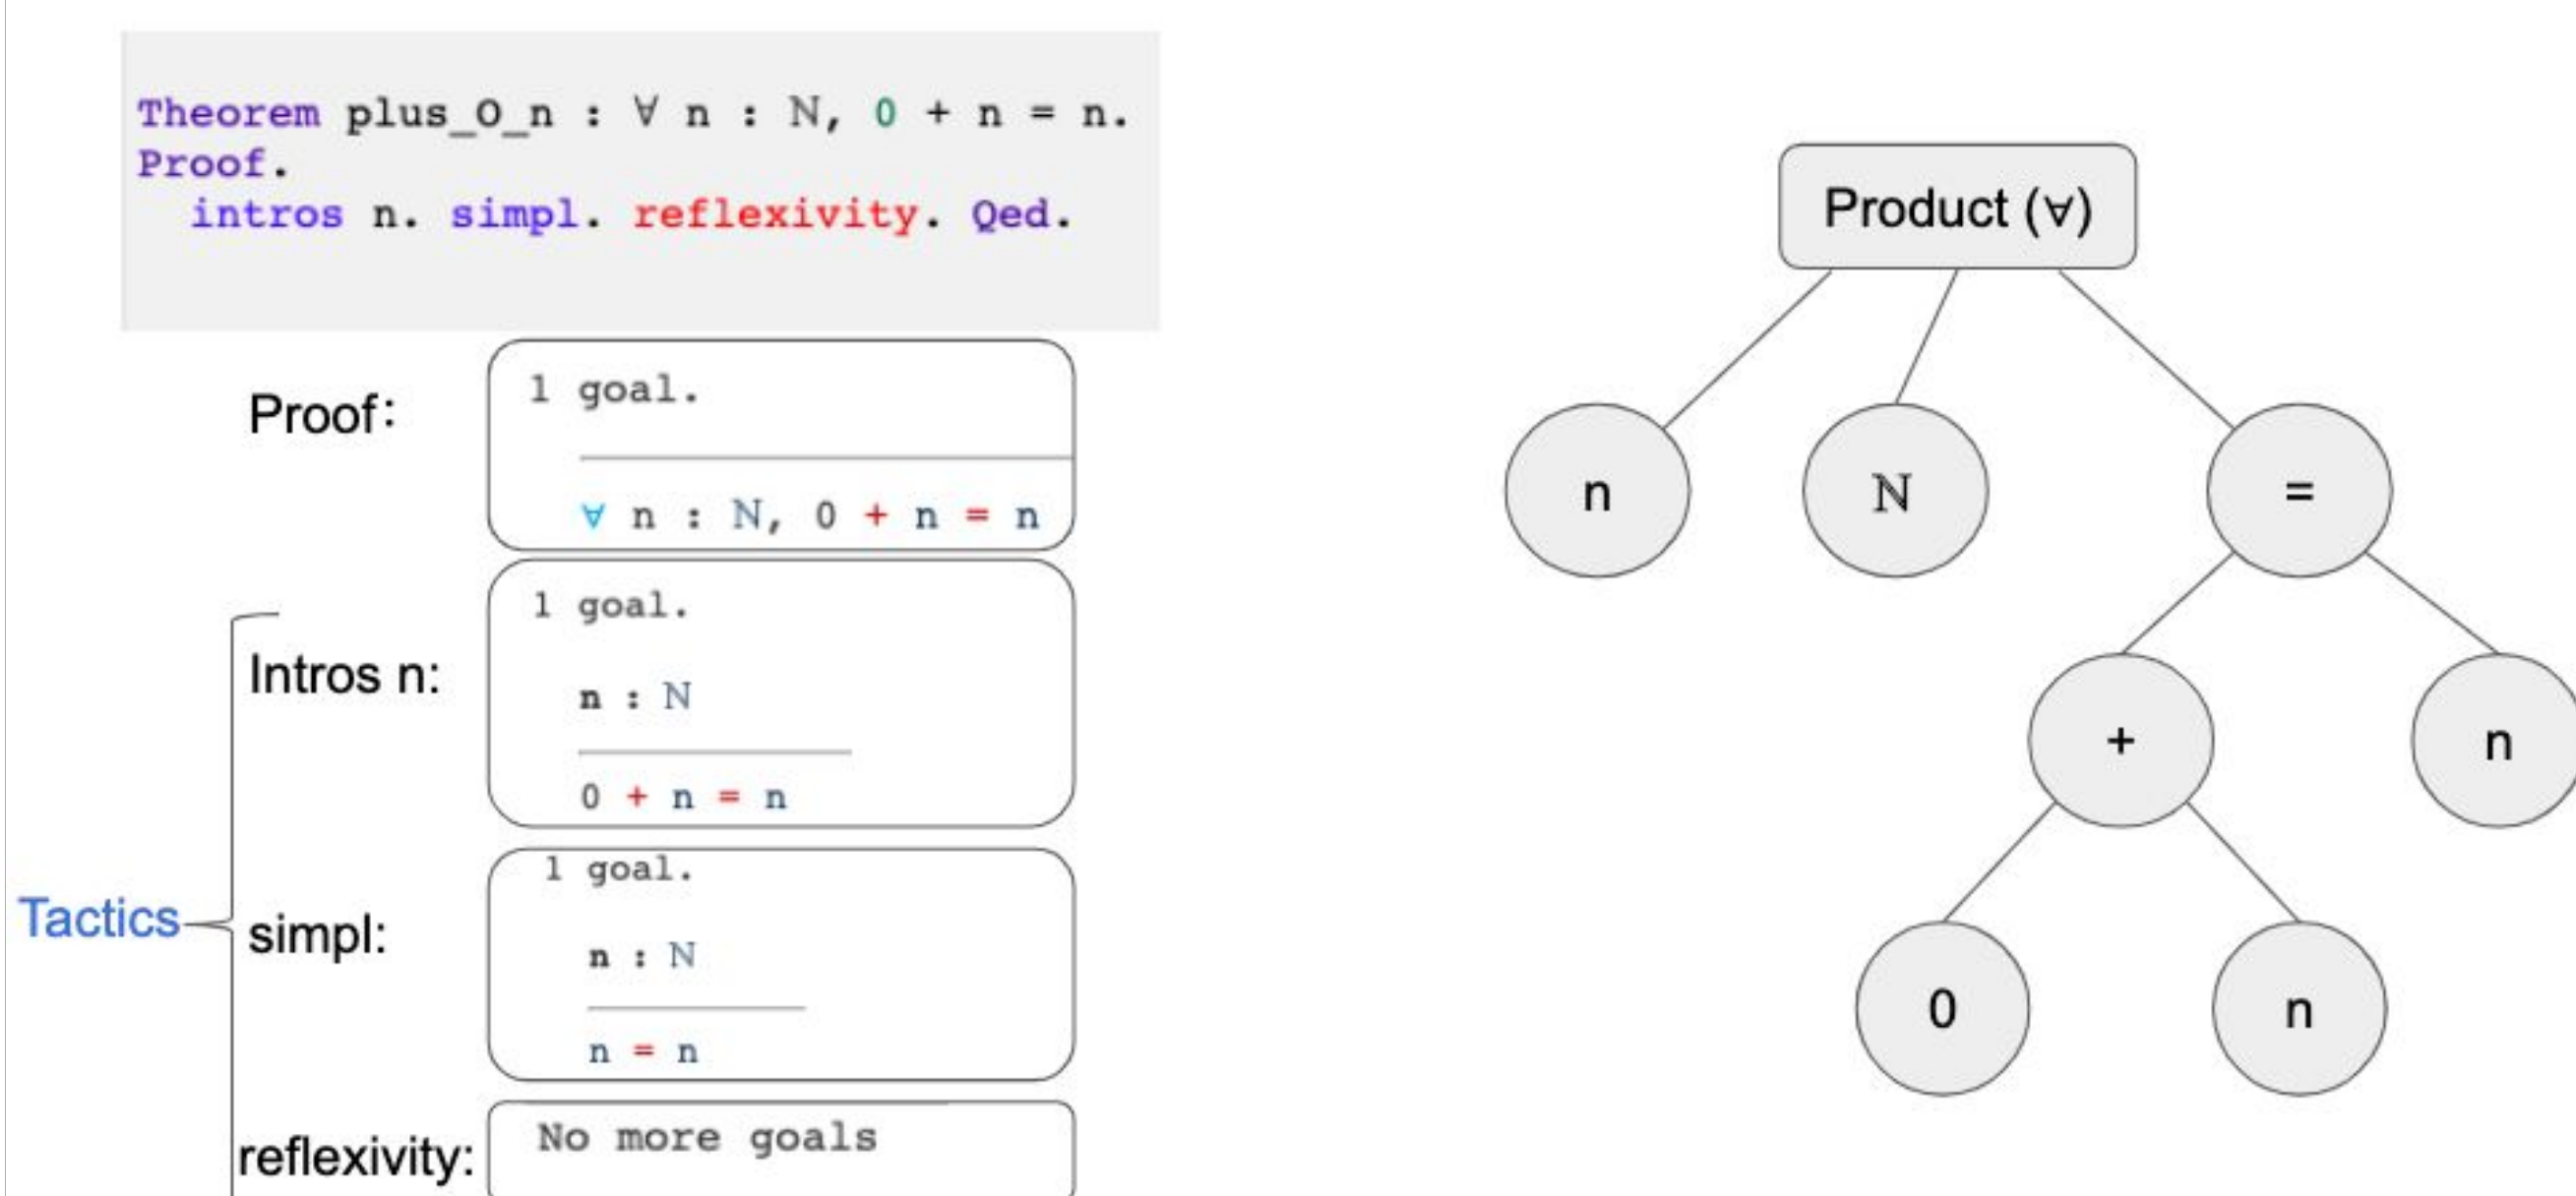 Theorem plus_O_n : ∀ n : ℕ, 0 + n = n.
Proof.
intros n. simpl. reflexivity. Qed.
Proof:
1 goal.
∀ n : ℕ, 0 + n = n
Tactics
Intros n:
1 goal.
n : ℕ
0 + n = n
simpl:
1 goal.
n : ℕ
n = n
reflexivity:
No more goals
Product (∀)
n
ℕ
=
+
n
0
n